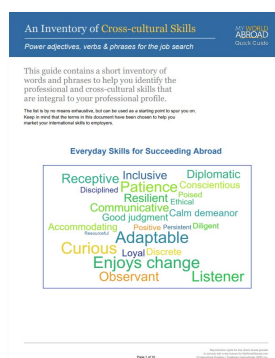 An Inventory of Cross-cultural Skills
Power adjectives, verbs & phrases for the job search
MY WORLD
ABROAD
Quick Guide
This guide contains a short inventory of
words and phrases to help you identify the
professional and cross-cultural skills that
are integral to your professional profile.
The list is by no means exhaustive, but can be used as a starting point to spur you on.
Keep in mind that the terms in this document have been chosen to help you
market your international skills to employers.
Everyday Skills for Succeeding Abroad
Receptive Inclusive Diplomatic
Disciplined Patience Conscientious
Resilient Poised
Ethical
Communicative Calm demeanor
Good judgment
Accommodating Positive Persistent Diligent
Resourceful Adaptable
Curious Loyal Discrete
Enjoys change
Observant Listener
Page 1 of 10